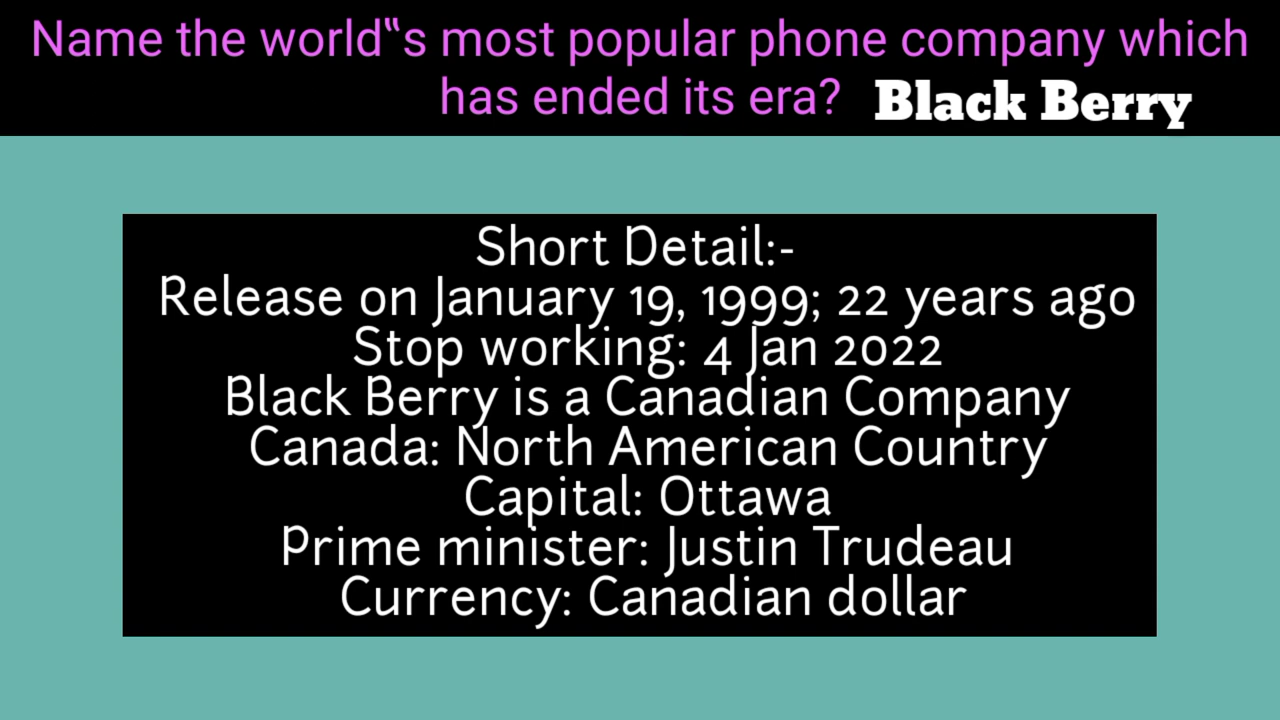 Name the world‟s most popular phone company which
has ended its era? Black Berry
Short Detail:-
Release on January 19, 1999; 22 years ago
Stop working: 4 Jan 2022
Black Berry is a Canadian Company
Canada: North American Country
Capital: Ottawa
Prime minister: Justin Trudeau
Currency: Canadian dollar